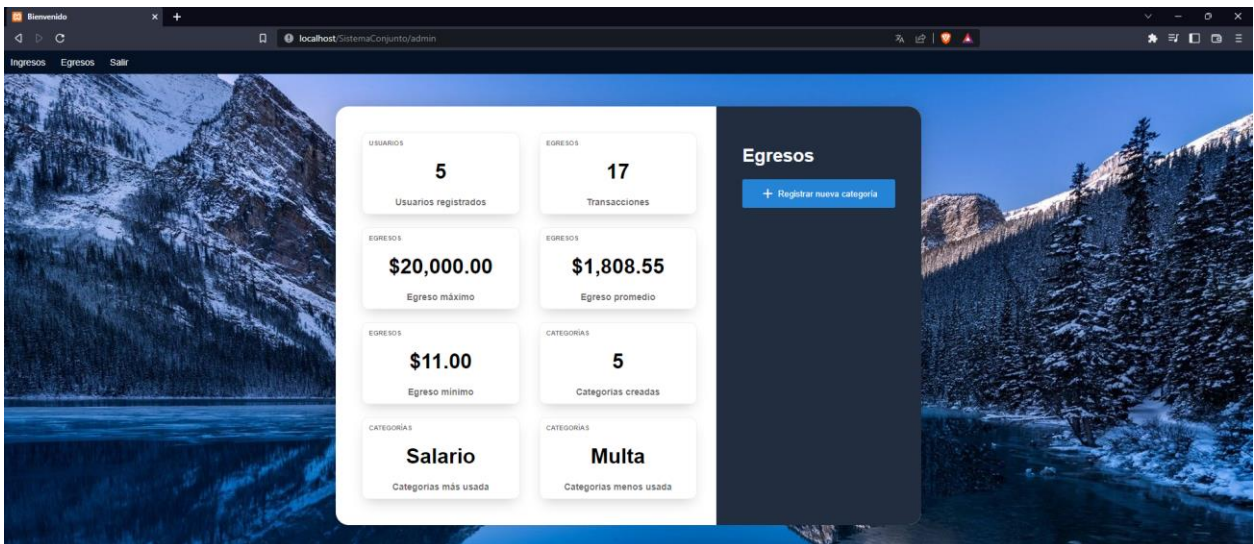 Bienvenido
localhost/SistemaConjunto/admin
Ingresos Egresos Salir
USUARIOS
5
Usuarios registrados
EGRESOS
17
Transacciones
EGRESOS
$20,000.00
Egreso máximo
EGRESOS
$1,808.55
Egreso promedio
EGRESOS
$11.00
Egreso mínimo
CATEGORÍAS
5
Categorias creadas
CATEGORÍAS
Salario
Categorias más usada
CATEGORÍAS
Multa
Categorias menos usada
Egresos
+ Registrar nueva categoría